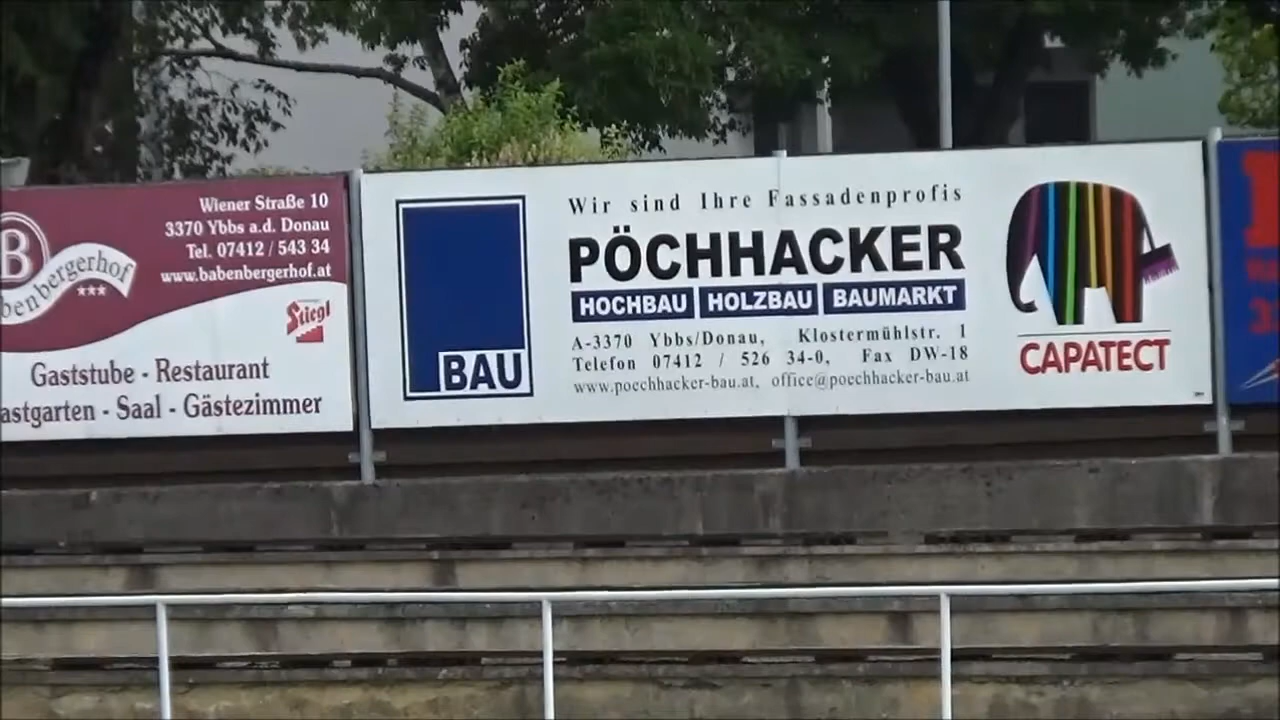 Wiener Straße 10
3370 Ybbs a.d. Donau
Tel. 07412 / 543 34
www.babenbergerhof.at
B
benbergerhof
Stiegl
Gaststube - Restaurant
astgarten - Saal - Gästezimmer
BAU
Wir sind Ihre Fassadenprofis
PÖCHHACKER
HOCHBAU HOLZBAU BAUMARKT
A-3370 Ybbs/Donau, Klostermühlstr. 1
Telefon 07412 / 526 34-0, Fax DW-18
www.poechhacker-bau.at, office@poechhacker-bau.at
CAPATECT